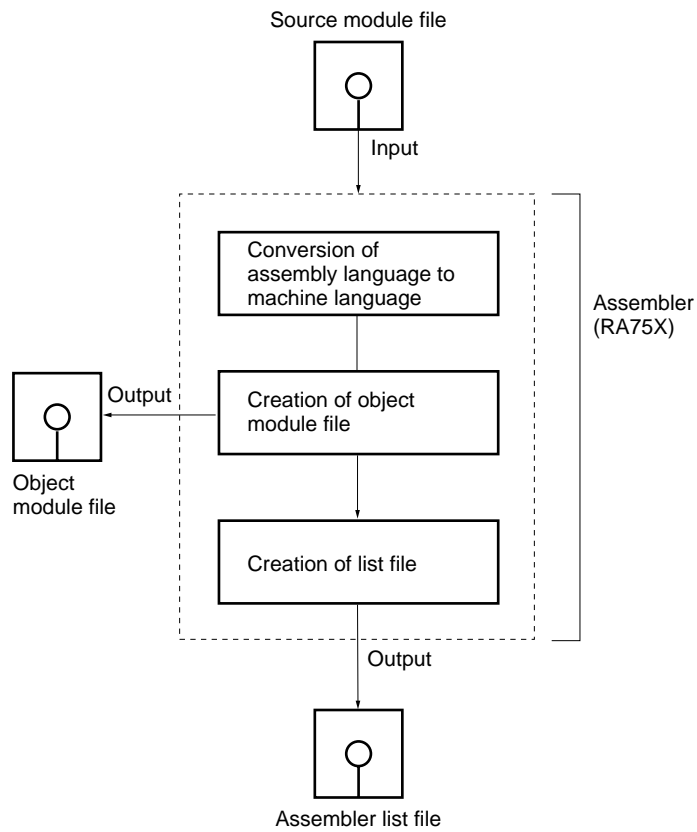 Source module file
Input
Conversion of
assembly language to
machine language
Assembler
(RA75X)
Output
Creation of object
module file
Object
module file
Creation of list file
Output
Assembler list file